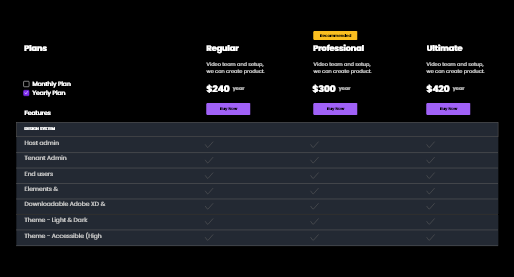 Recommended
Plans
Regular
Professional
Ultimate
Video team and setup,
we can create product.
Video team and setup,
we can create product.
Video team and setup,
we can create product.
Monthly Plan
Yearly Plan
$240 year
$300 year
$420 year
Buy Now
Buy Now
Buy Now
Features
DESIGN SYSTEM
Host admin
Tenant Admin
End users
Elements &
Downloadable Adobe XD &
Theme - Light & Dark
Theme - Accessible (High